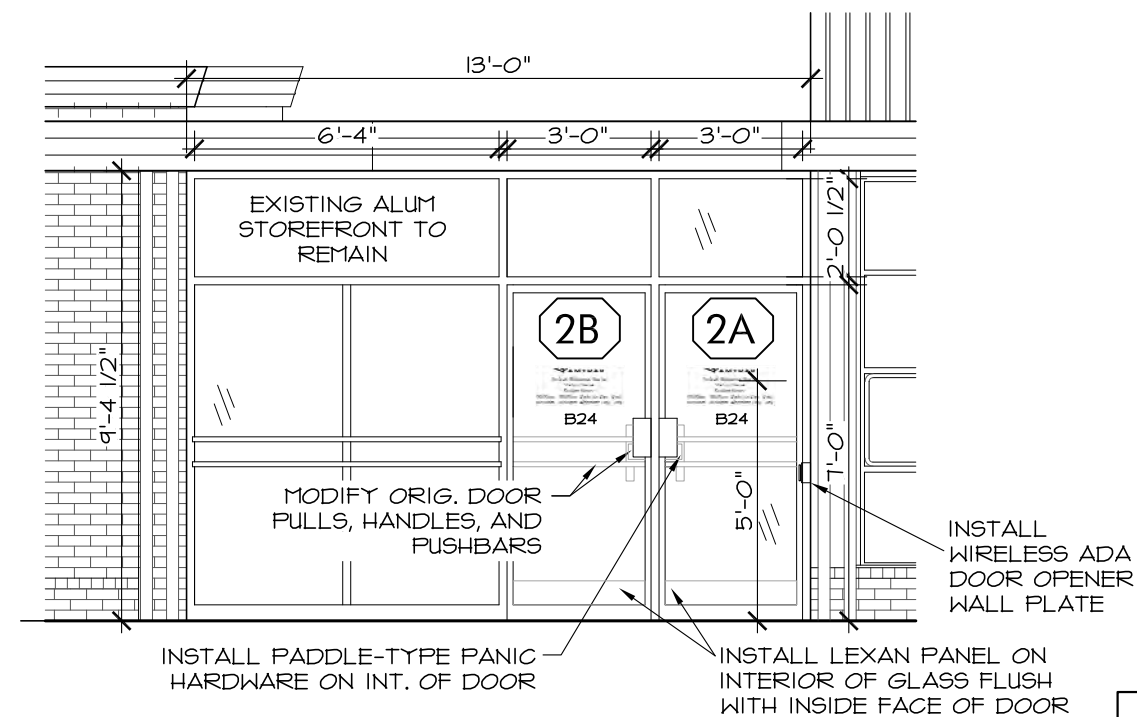 13'-0"
6'-4"
3'-0"
3'-0"
EXISTING ALUM
STOREFRONT TO
REMAIN
2'-0 1/2"
2B
2A
AMTRAK
AMTRAK
B24
B24
9'-4 1/2"
7'-0"
5'-0"
MODIFY ORIG. DOOR
PULLS, HANDLES, AND
PUSHBARS
INSTALL
WIRELESS ADA
DOOR OPENER
WALL PLATE
INSTALL PADDLE-TYPE PANIC
HARDWARE ON INT. OF DOOR
INSTALL LEXAN PANEL ON
INTERIOR OF GLASS FLUSH
WITH INSIDE FACE OF DOOR